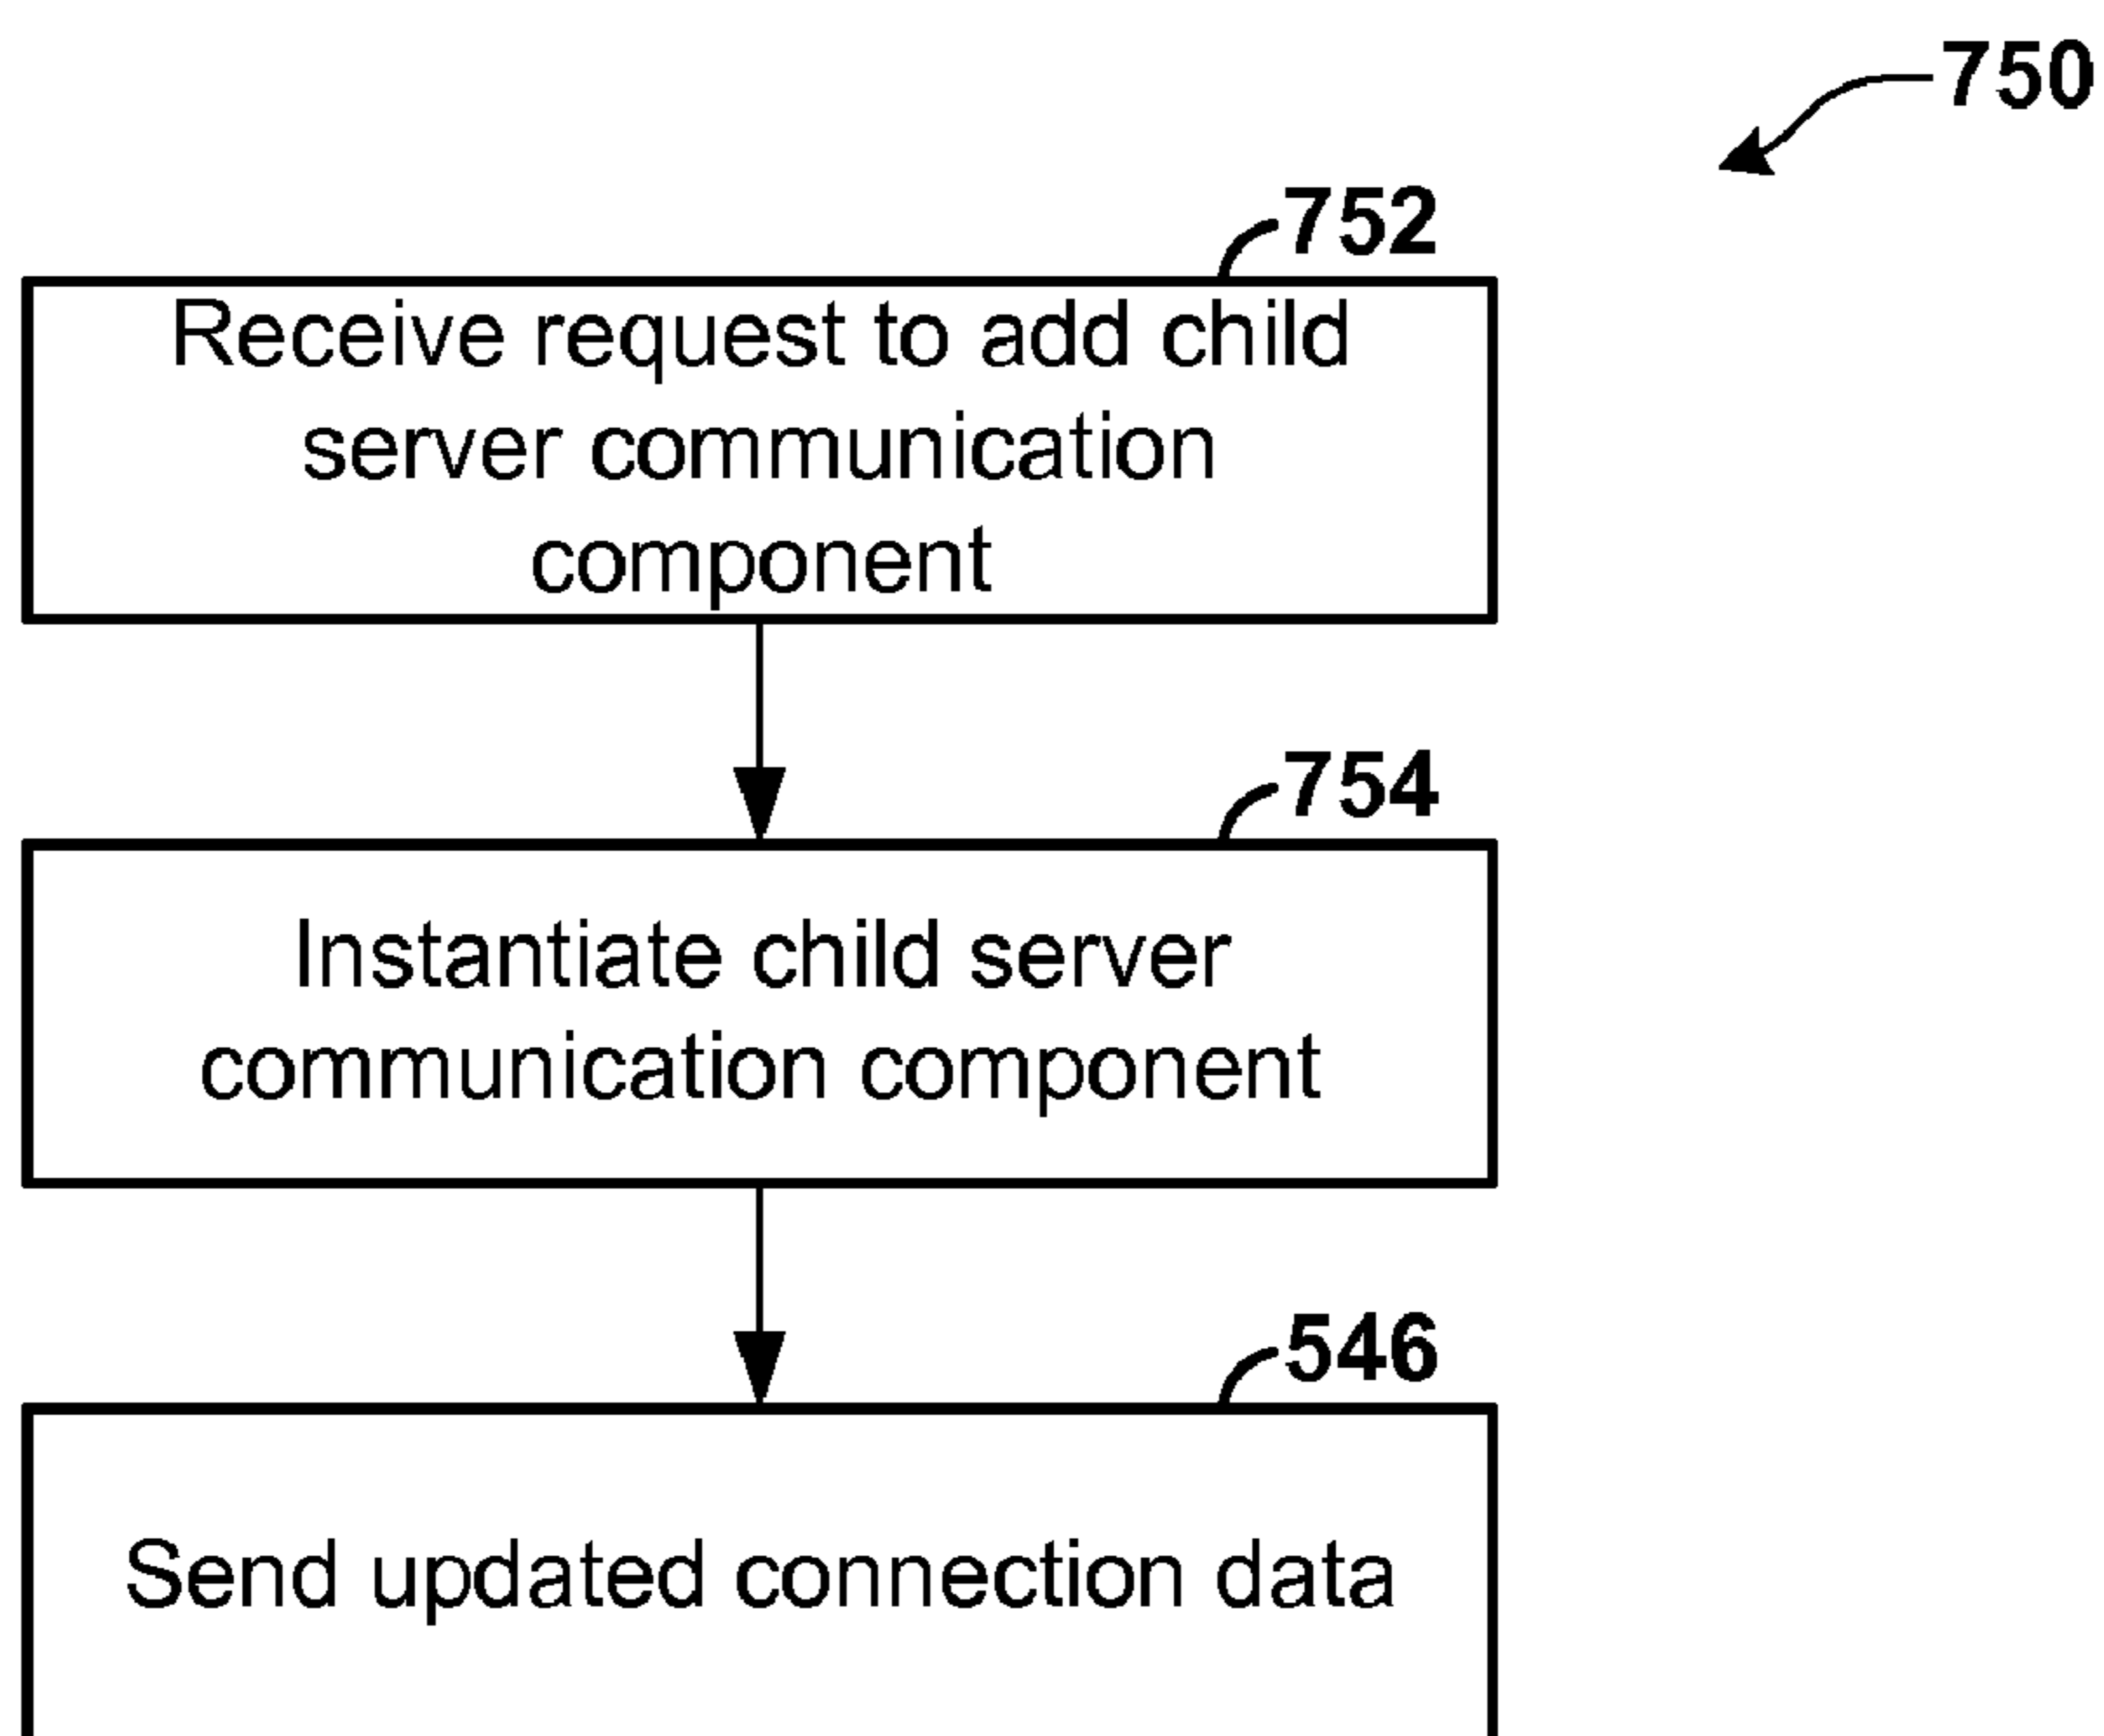 750
752
Receive request to add child
server communication
component
754
Instantiate child server
communication component
546
Send updated connection data